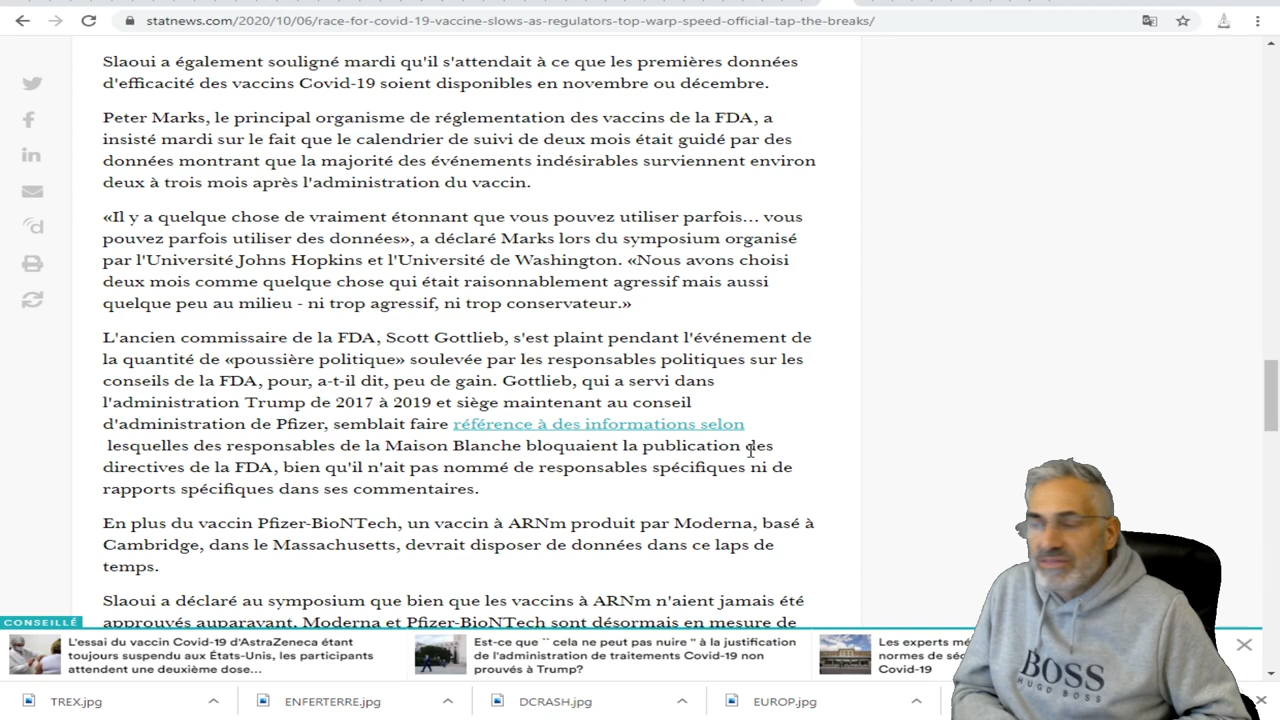 statnews.com/2020/10/06/race-for-covid-19-vaccine-slows-as-regulators-top-warp-speed-official-tap-the-breaks/
Slaoui a également souligné mardi qu'il s'attendait à ce que les premières données
d'efficacité des vaccins Covid-19 soient disponibles en novembre ou décembre.
Peter Marks, le principal organisme de réglementation des vaccins de la FDA, a
insisté mardi sur le fait que le calendrier de suivi de deux mois était guidé par des
données montrant que la majorité des événements indésirables surviennent environ
deux à trois mois après l'administration du vaccin.
«Il y a quelque chose de vraiment étonnant que vous pouvez utiliser parfois… vous
pouvez parfois utiliser des données», a déclaré Marks lors du symposium organisé
par l'Université Johns Hopkins et l'Université de Washington. «Nous avons choisi
deux mois comme quelque chose qui était raisonnablement agressif mais aussi
quelque peu au milieu - ni trop agressif, ni trop conservateur.»
L'ancien commissaire de la FDA, Scott Gottlieb, s'est plaint pendant l'événement de
la quantité de «poussière politique» soulevée par les responsables politiques sur les
conseils de la FDA, pour, a-t-il dit, peu de gain. Gottlieb, qui a servi dans
l'administration Trump de 2017 à 2019 et siège maintenant au conseil
d'administration de Pfizer, semblait faire référence à des informations selon
lesquelles des responsables de la Maison Blanche bloquaient la publication des
directives de la FDA, bien qu'il n'ait pas nommé de responsables spécifiques ni de
rapports spécifiques dans ses commentaires.
En plus du vaccin Pfizer-BioNTech, un vaccin à ARNm produit par Moderna, basé à
Cambridge, dans le Massachusetts, devrait disposer de données dans ce laps de
temps.
Slaoui a déclaré au symposium que bien que les vaccins à ARNm n'aient jamais été
approuvés auparavant, Moderna et Pfizer-BioNTech sont désormais en mesure de
CONSEILLÉ
L'essai du vaccin Covid-19 d'AstraZeneca étant
toujours suspendu aux États-Unis, les participants
attendent une deuxième dose…
Est-ce que `` cela ne peut pas nuire " à la justification
de l'administration de traitements Covid-19 non
prouvés à Trump?
Les experts mé
normes de séc
Covid-19
BOSS
HUGO BOSS
TREX.jpg
ENFERTERRE.jpg
DCRASH.jpg
EUROP.jpg